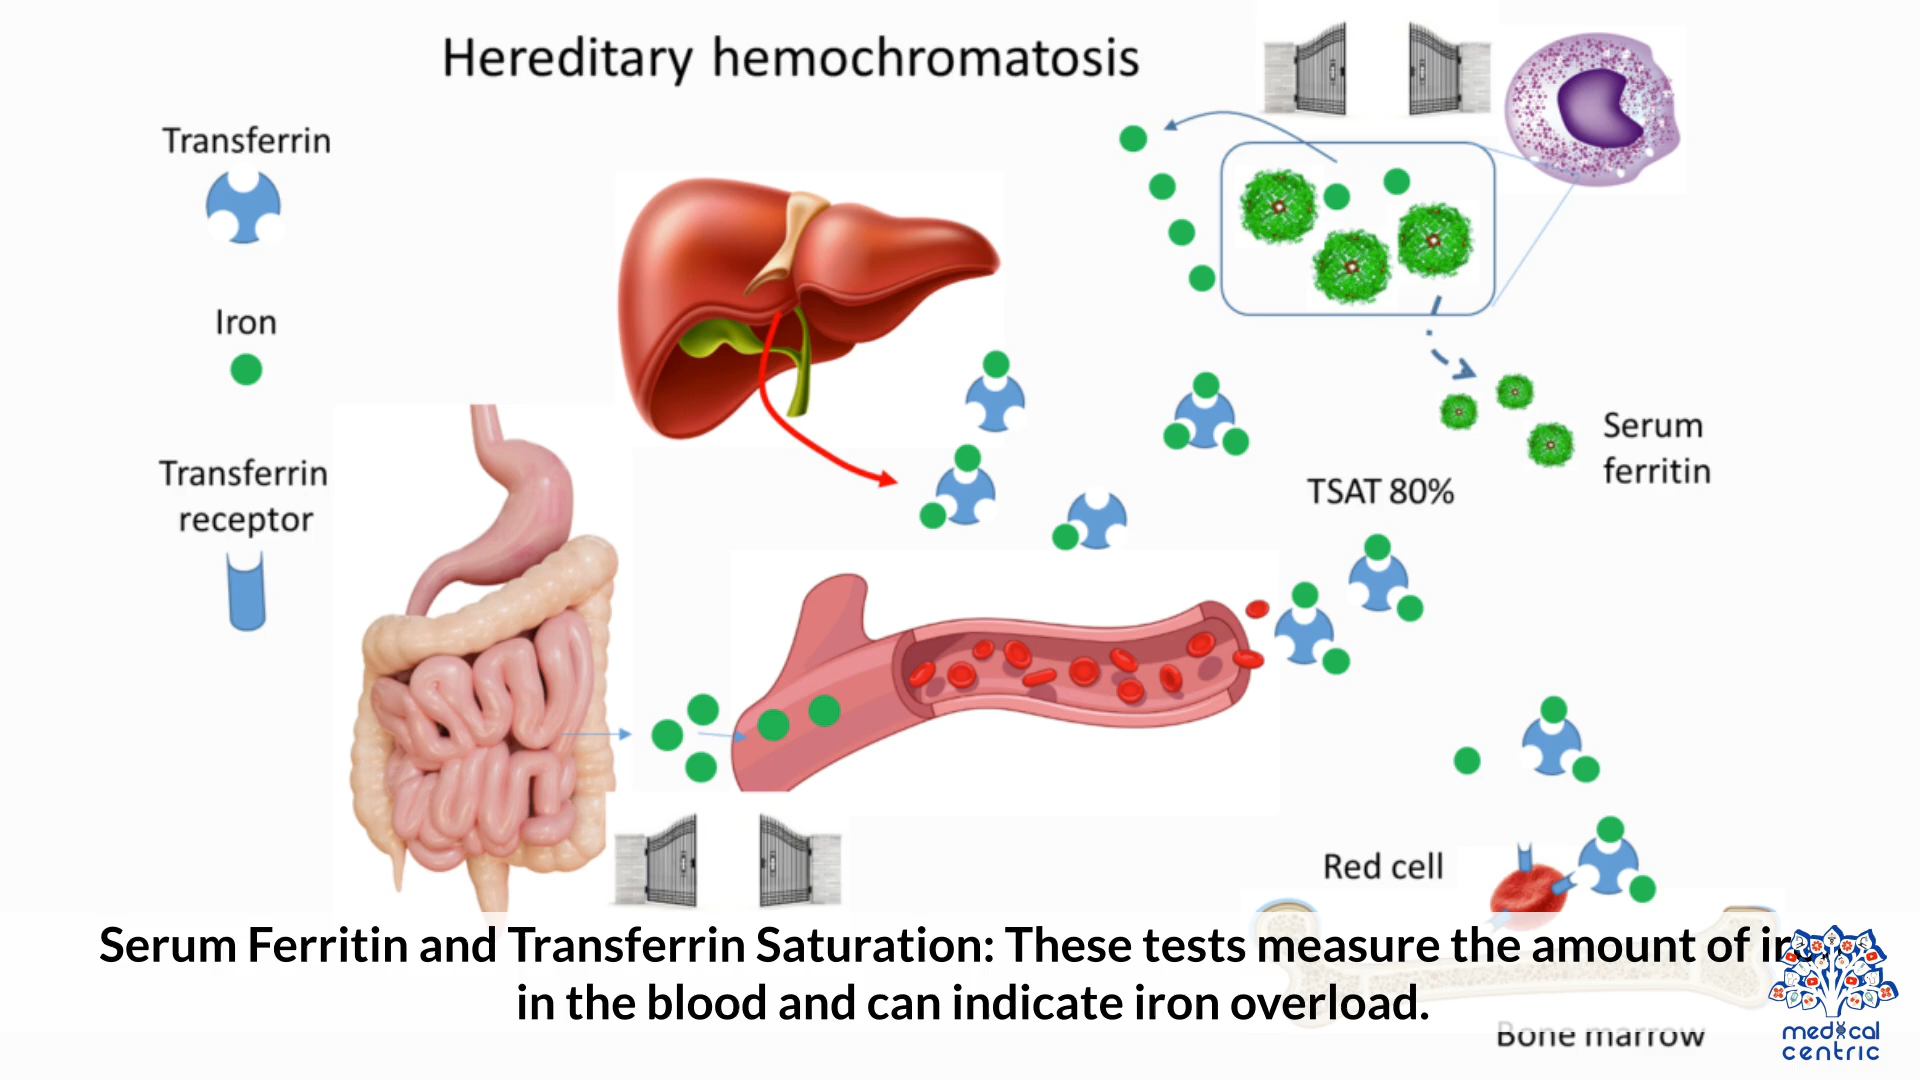 Hereditary hemochromatosis
Transferrin
Iron
Transferrin
receptor
Serum
ferritin
TSAT 80%
Red cell
Serum Ferritin and Transferrin Saturation: These tests measure the amount of iron
in the blood and can indicate iron overload.
Bone marrow
medical
centric